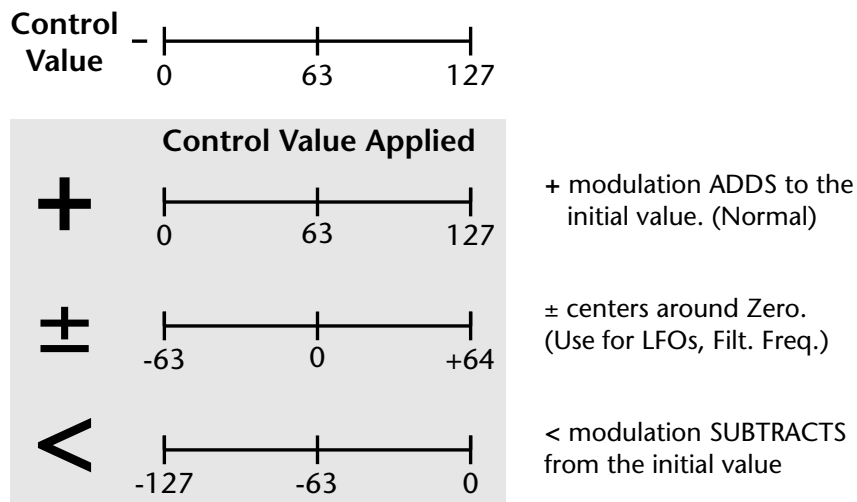 Control
Value
–
0 63 127
Control Value Applied
+
0 63 127
+ modulation ADDS to the
initial value. (Normal)
±
-63 0 +64
± centers around Zero.
(Use for LFOs, Filt. Freq.)
<
-127 -63 0
< modulation SUBTRACTS
from the initial value